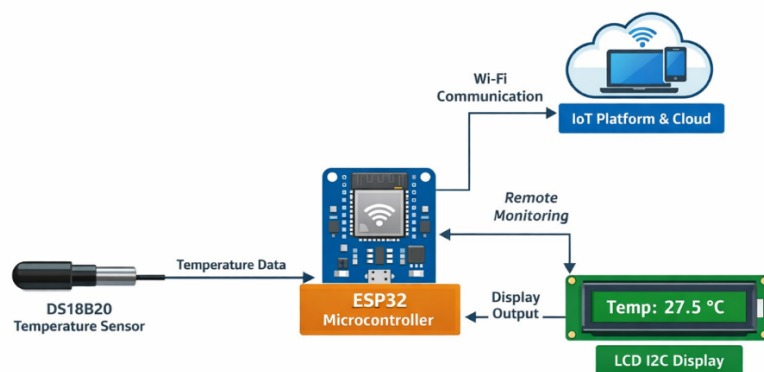 Wi-Fi
Communication
IoT Platform & Cloud
Remote
Monitoring
Temperature Data
DS18B20
Temperature Sensor
ESP32
Microcontroller
Display
Output
Temp: 27.5 °C
LCD I2C Display